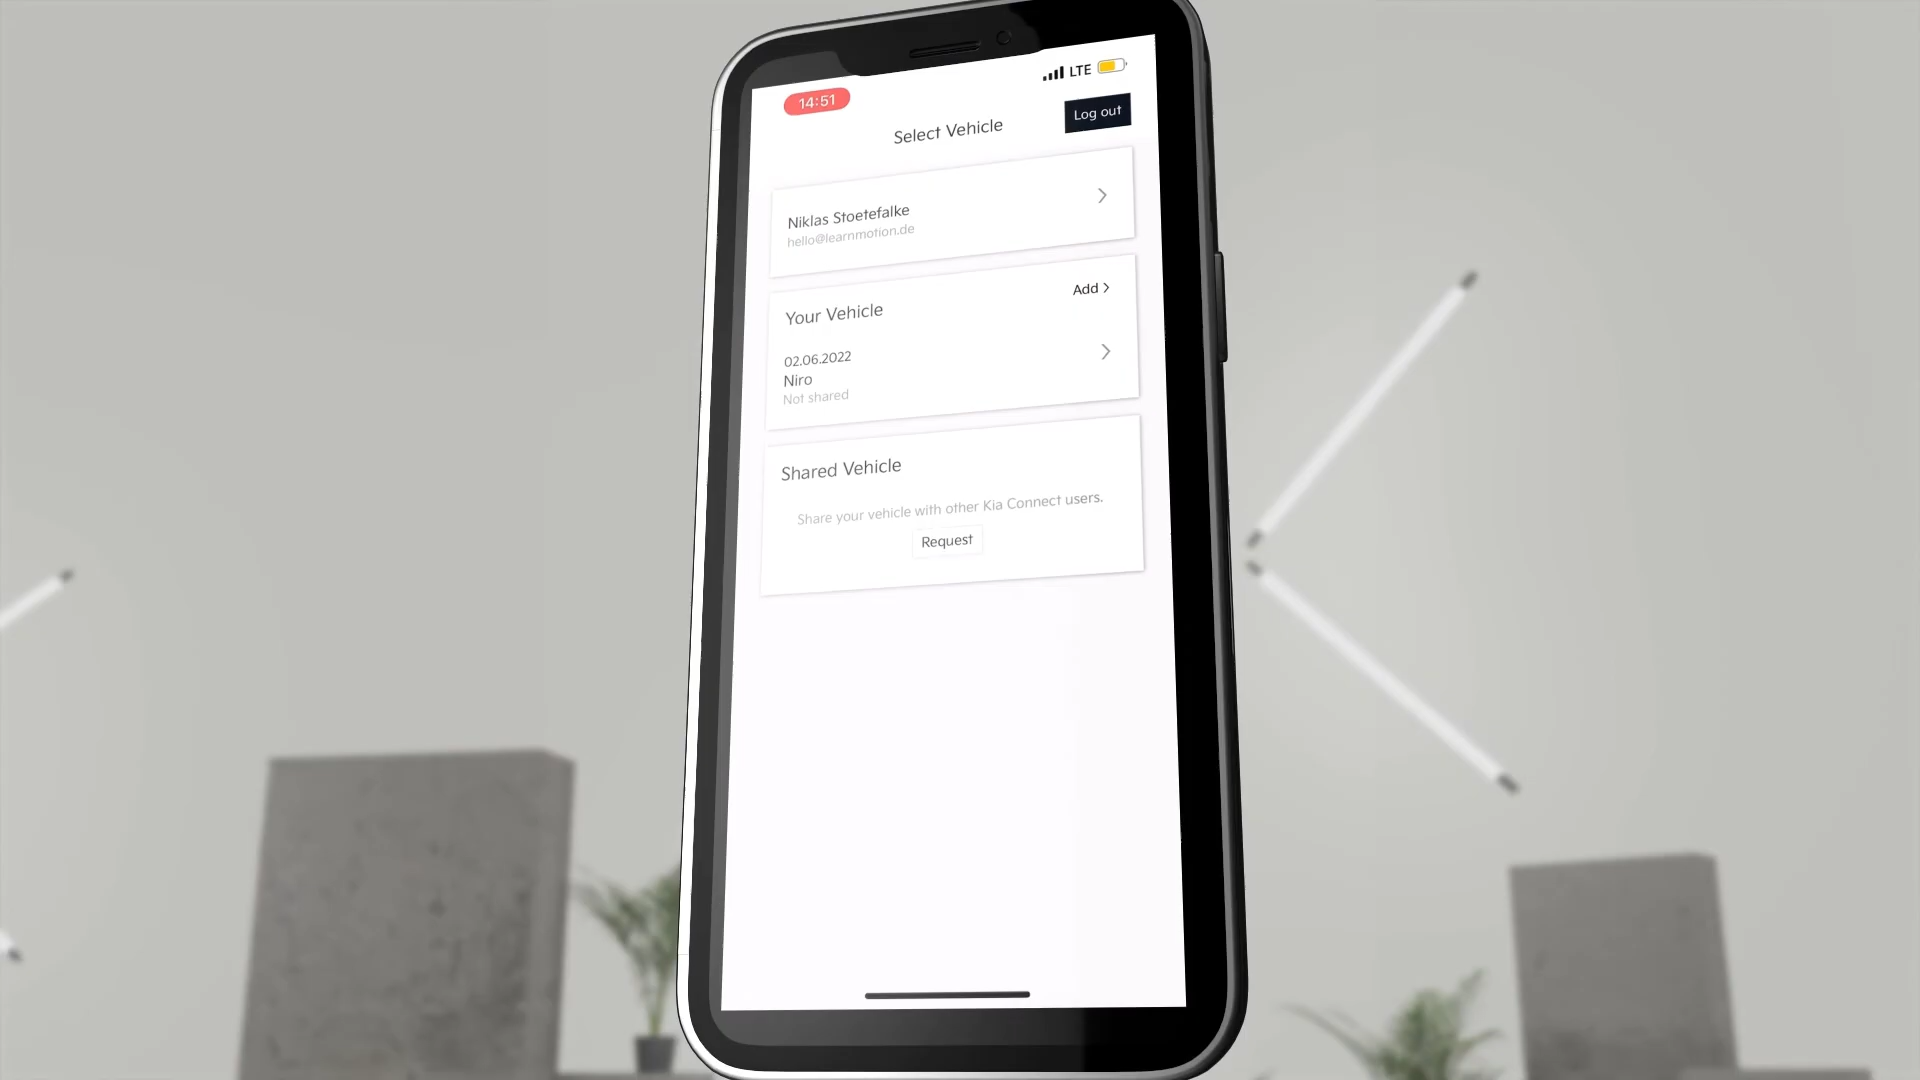 14:51
LTE
Select Vehicle
Log out
Niklas Stoetefalke
hello@learnmotion.de
Your Vehicle
Add >
02.06.2022
Niro
Not shared
Shared Vehicle
Share your vehicle with other Kia Connect users.
Request